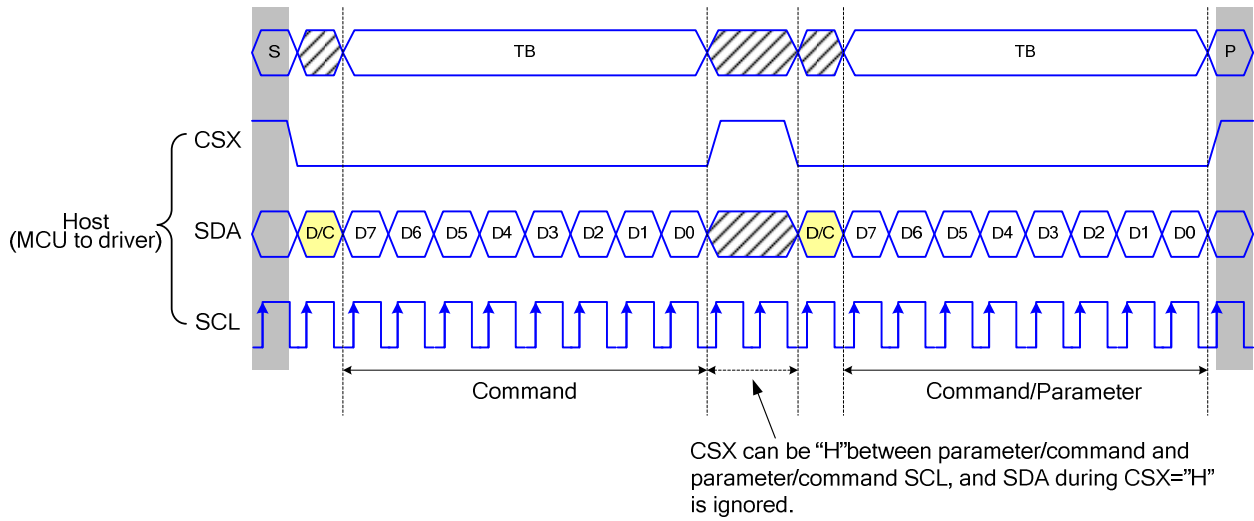 S TB TB P
CSX
Host
(MCU to driver)
SDA D/C D7 D6 D5 D4 D3 D2 D1 D0 D/C D7 D6 D5 D4 D3 D2 D1 D0
SCL
Command Command/Parameter
CSX can be “H”between parameter/command and
parameter/command SCL, and SDA during CSX=”H”
is ignored.